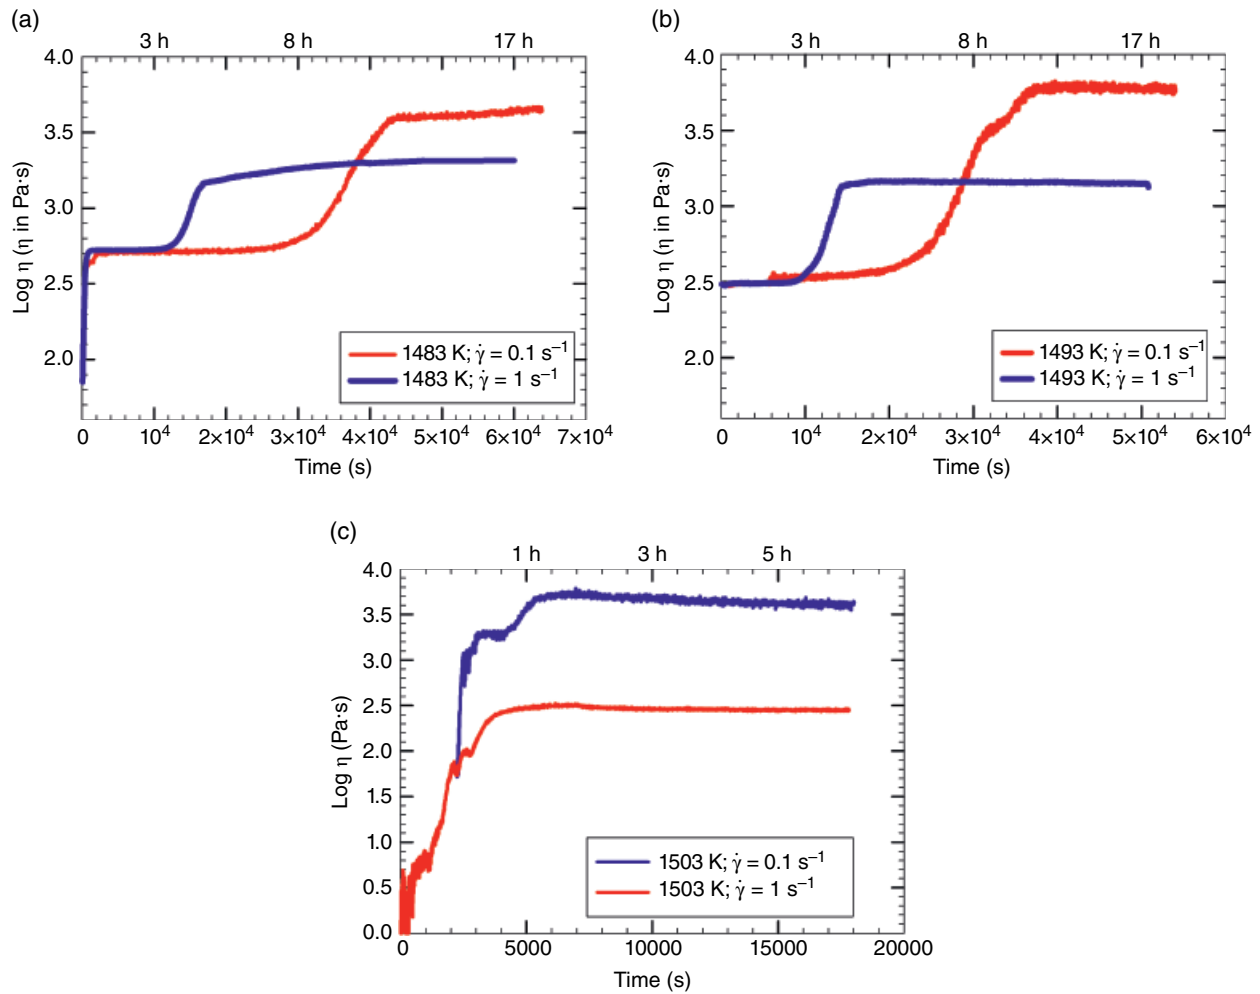 (a)
3 h 8 h 17 h
4.0
3.5
3.0
2.5
2.0
Log η (η in Pa·s)
1483 K; γ̇ = 0.1 s⁻¹
1483 K; γ̇ = 1 s⁻¹
0 10⁴ 2×10⁴ 3×10⁴ 4×10⁴ 5×10⁴ 6×10⁴ 7×10⁴
Time (s)
(b)
3 h 8 h 17 h
4.0
3.5
3.0
2.5
2.0
Log η (η in Pa·s)
1493 K; γ̇ = 0.1 s⁻¹
1493 K; γ̇ = 1 s⁻¹
0 10⁴ 2×10⁴ 3×10⁴ 4×10⁴ 5×10⁴ 6×10⁴
Time (s)
(c)
1 h 3 h 5 h
4.0
3.5
3.0
2.5
2.0
1.5
1.0
0.5
0.0
Log η (Pa·s)
1503 K; γ̇ = 0.1 s⁻¹
1503 K; γ̇ = 1 s⁻¹
0 5000 10000 15000 20000
Time (s)